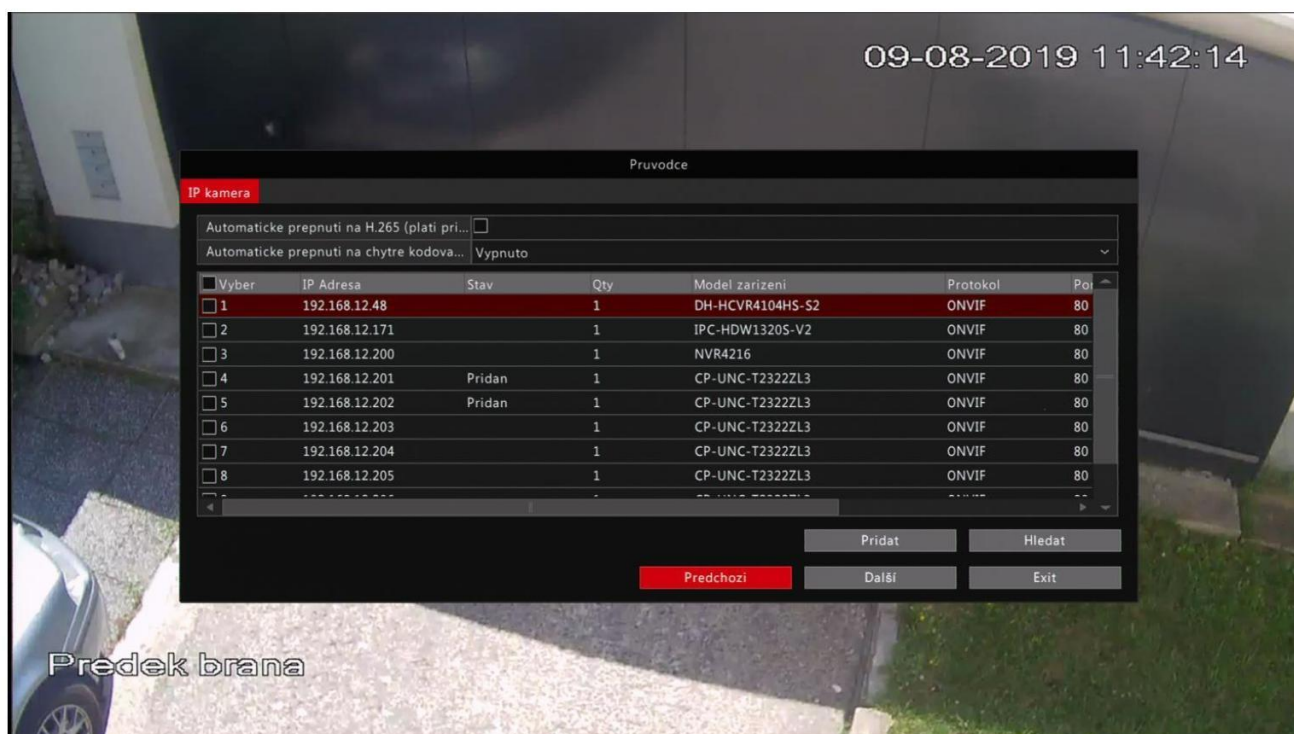 09-08-2019 11:42:14
Pruvodce
IP kamera
Automaticke prepnuti na H.265 (plati pri...
Automaticke prepnuti na chytre kodova... Vypnuto
Vyber IP Adresa Stav Qty Model zarizeni Protokol
1 192.168.12.48 1 DH-HCVR4104HS-S2 ONVIF 80
2 192.168.12.171 1 IPC-HDW1320S-V2 ONVIF 80
3 192.168.12.200 1 NVR4216 ONVIF 80
4 192.168.12.201 Pridan 1 CP-UNC-T2322ZL3 ONVIF 80
5 192.168.12.202 Pridan 1 CP-UNC-T2322ZL3 ONVIF 80
6 192.168.12.203 1 CP-UNC-T2322ZL3 ONVIF 80
7 192.168.12.204 1 CP-UNC-T2322ZL3 ONVIF 80
8 192.168.12.205 1 CP-UNC-T2322ZL3 ONVIF 80
Pridat Hledat
Predchozi Další Exit
Predek brana